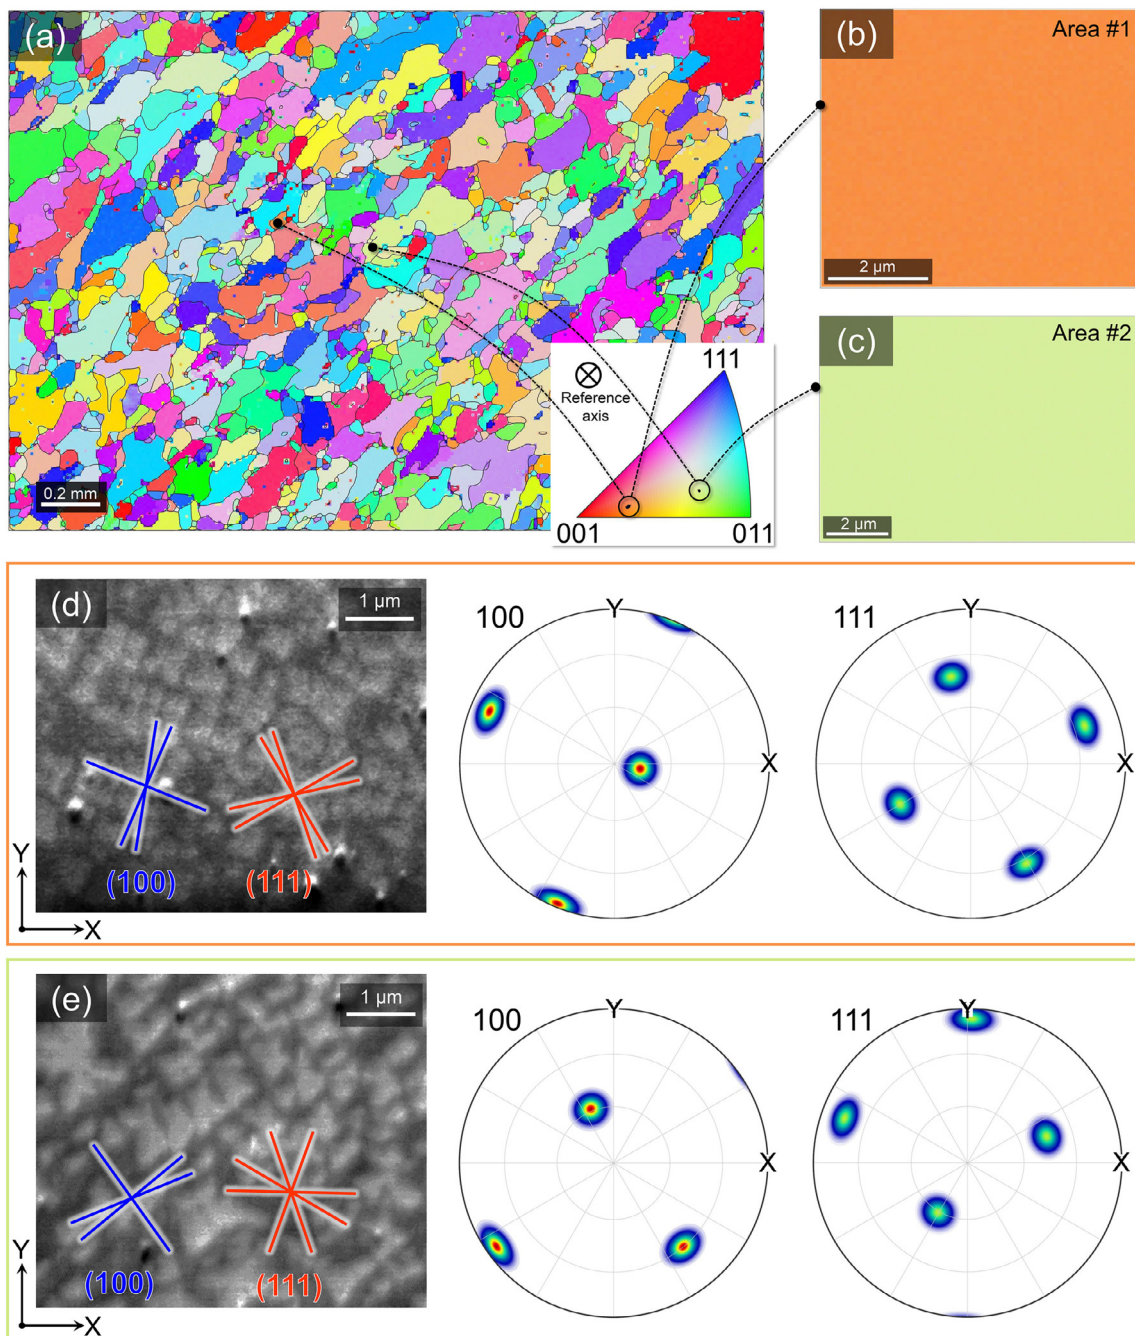 (a)
0.2 mm
Reference
axis
111
001
011
(b)
Area #1
2 µm
(c)
Area #2
2 µm
(d)
1 µm
(100)
(111)
Y
X
100
Y
X
111
Y
X
(e)
1 µm
(100)
(111)
Y
X
100
Y
X
111
Y
X